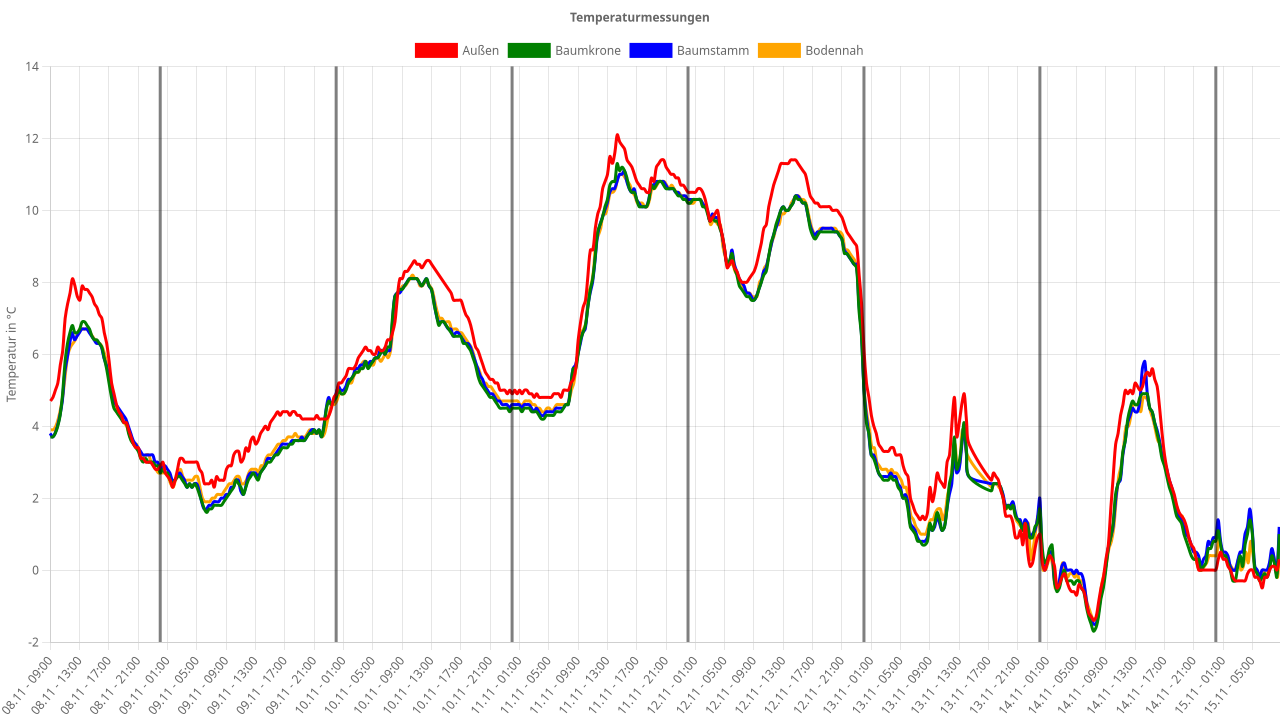 Temperaturmessungen
Außen Baumkrone Baumstamm Bodennah
Temperatur in °C
14
12
10
8
6
4
2
0
-2
08.11 - 09:00
08.11 - 13:00
08.11 - 17:00
08.11 - 21:00
09.11 - 01:00
09.11 - 05:00
09.11 - 09:00
09.11 - 13:00
09.11 - 17:00
09.11 - 21:00
10.11 - 01:00
10.11 - 05:00
10.11 - 09:00
10.11 - 13:00
10.11 - 17:00
10.11 - 21:00
11.11 - 01:00
11.11 - 05:00
11.11 - 09:00
11.11 - 13:00
11.11 - 17:00
11.11 - 21:00
12.11 - 01:00
12.11 - 05:00
12.11 - 09:00
12.11 - 13:00
12.11 - 17:00
12.11 - 21:00
13.11 - 01:00
13.11 - 05:00
13.11 - 09:00
13.11 - 13:00
13.11 - 17:00
13.11 - 21:00
14.11 - 01:00
14.11 - 05:00
14.11 - 09:00
14.11 - 13:00
14.11 - 17:00
14.11 - 21:00
15.11 - 01:00
15.11 - 05:00